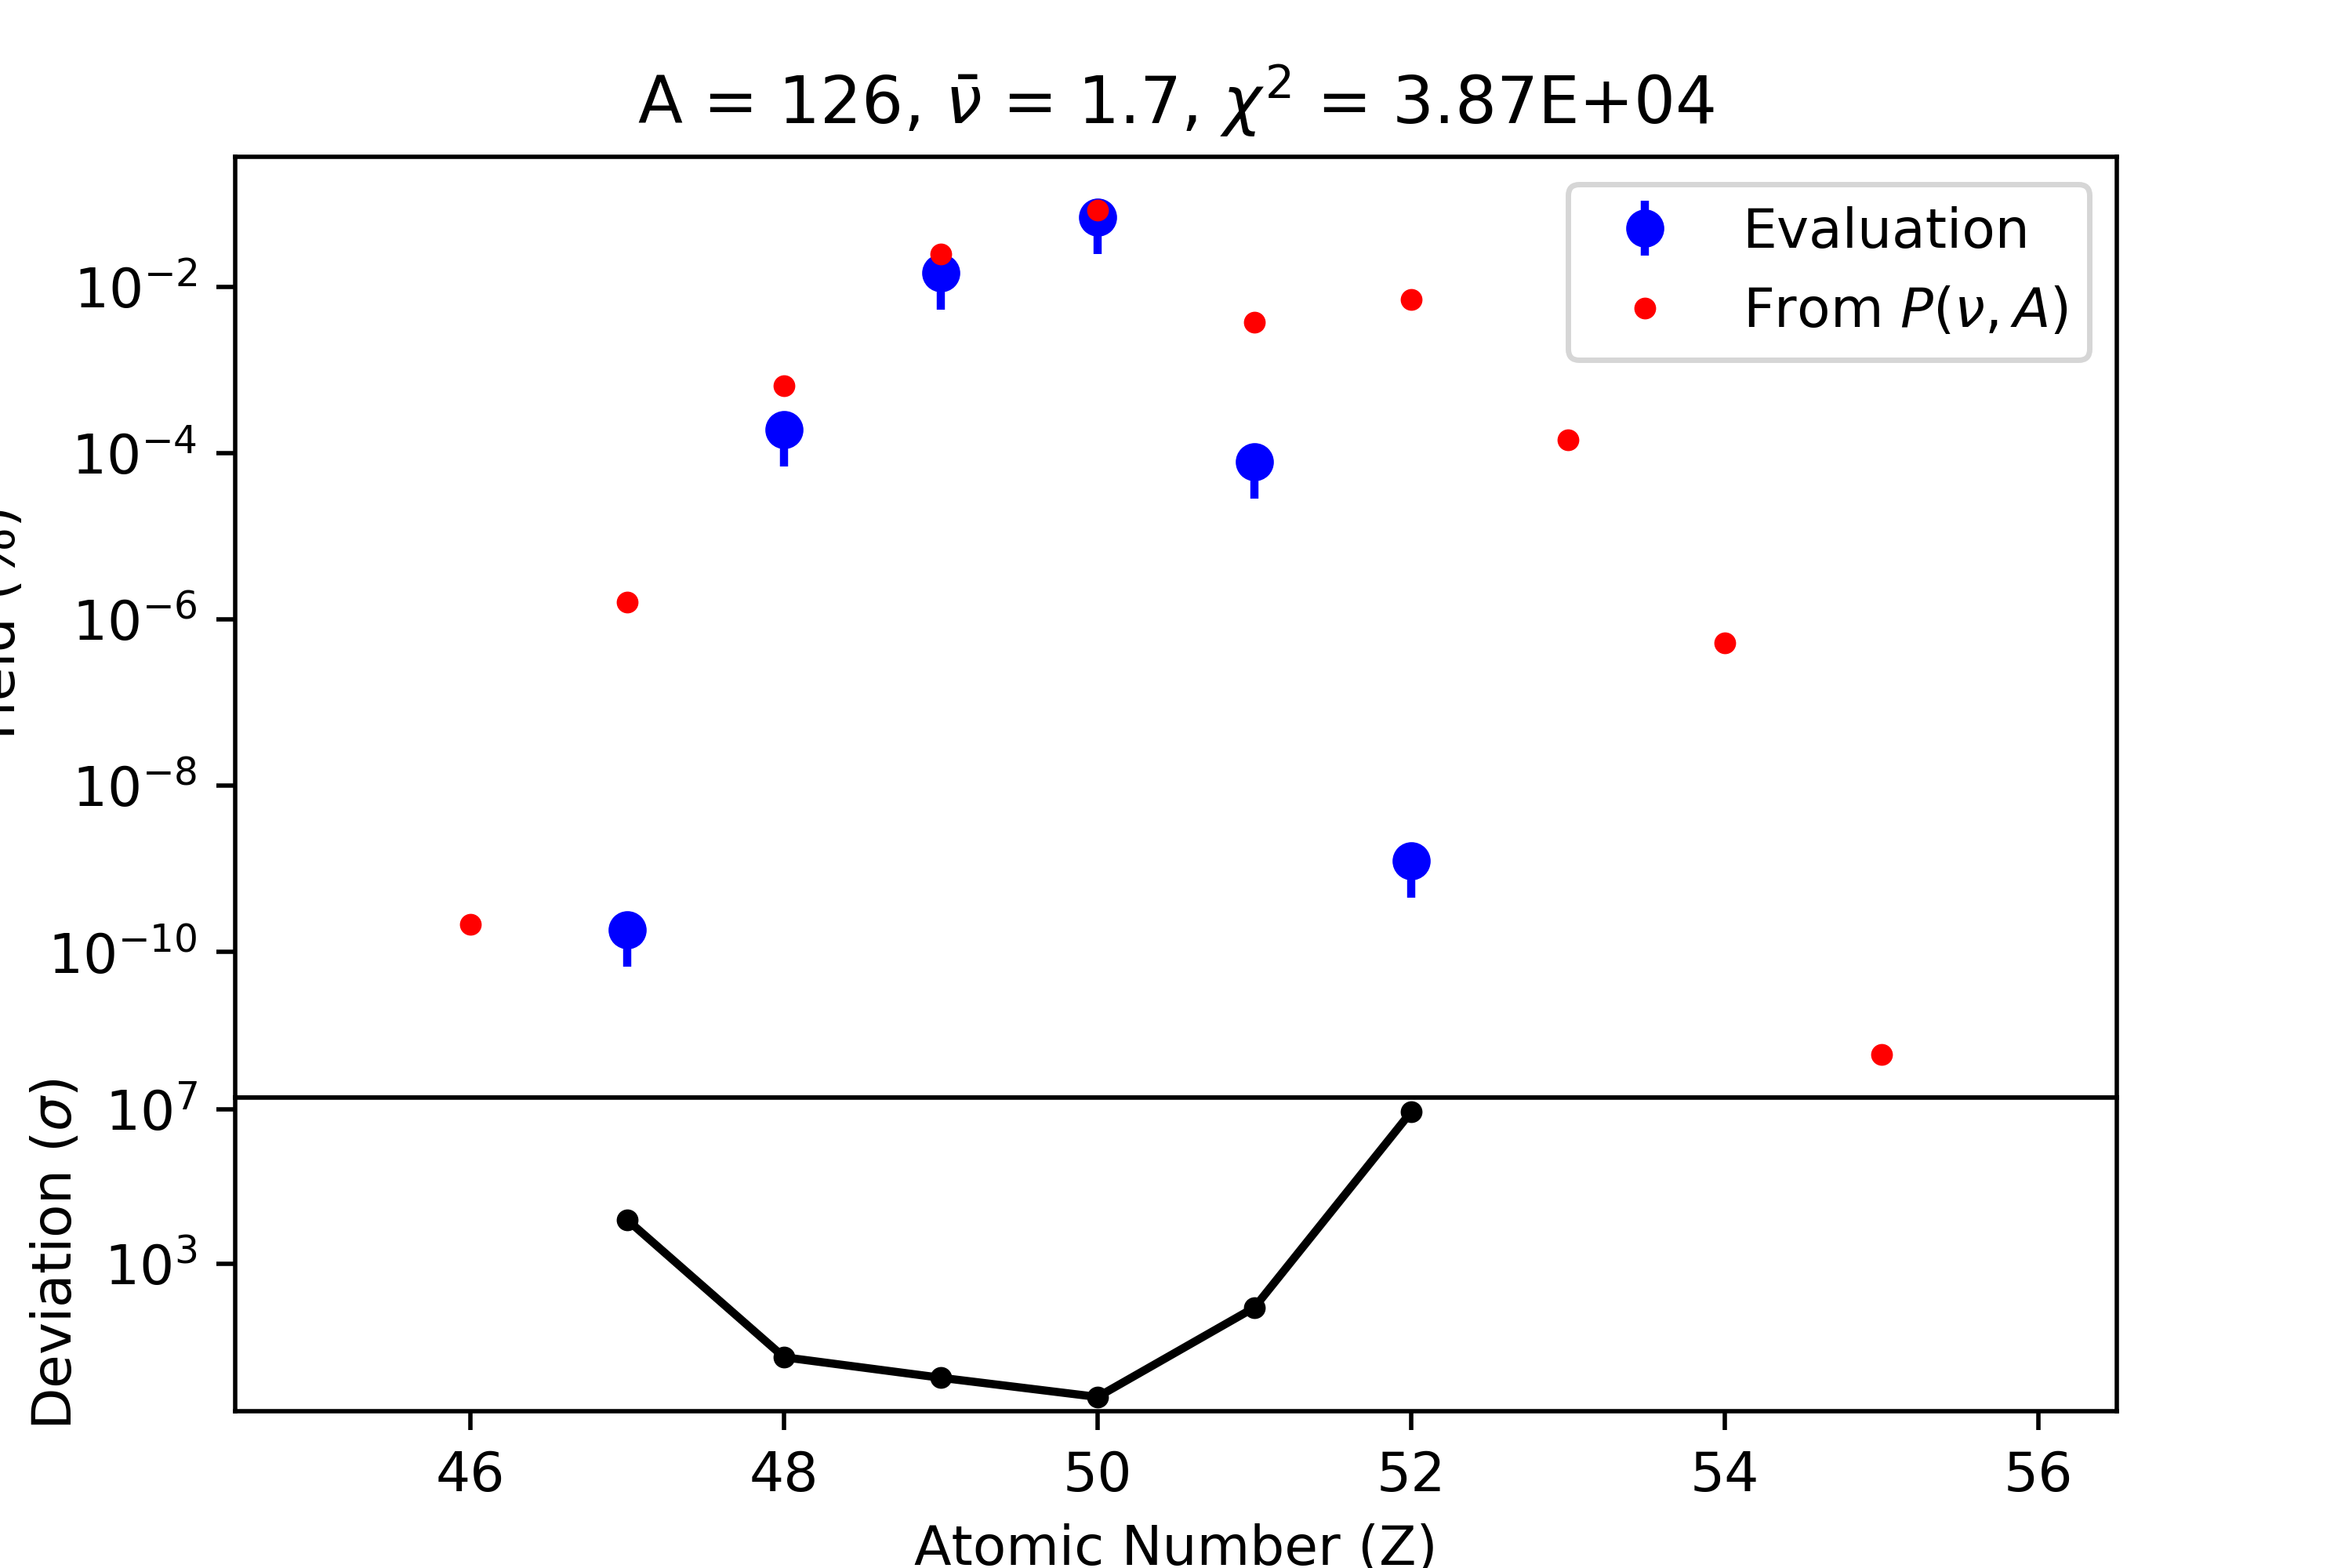 A = 126, ν̄ = 1.7, χ² = 3.87E+04
Evaluation
From P(ν, A)
10⁻²
10⁻⁴
10⁻⁶
10⁻⁸
10⁻¹⁰
(%)
10⁷
10³
Deviation (σ)
46 48 50 52 54 56
Atomic Number (Z)